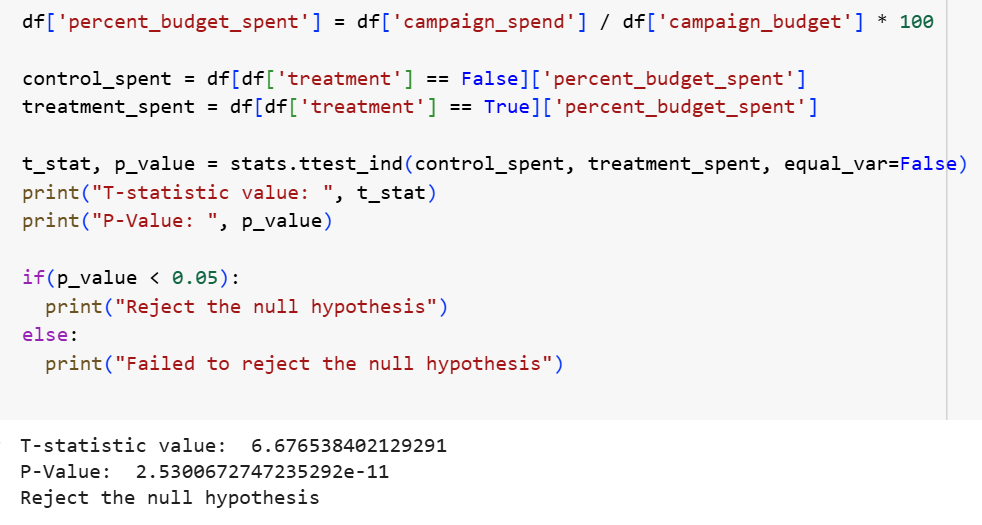 df['percent_budget_spent'] = df['campaign_spend'] / df['campaign_budget'] * 100
control_spent = df[df['treatment'] == False]['percent_budget_spent']
treatment_spent = df[df['treatment'] == True]['percent_budget_spent']
t_stat, p_value = stats.ttest_ind(control_spent, treatment_spent, equal_var=False)
print("T-statistic value: ", t_stat)
print("P-Value: ", p_value)
if(p_value < 0.05):
  print("Reject the null hypothesis")
else:
  print("Failed to reject the null hypothesis")
T-statistic value:  6.676538402129291
P-Value:  2.5300672747235292e-11
Reject the null hypothesis